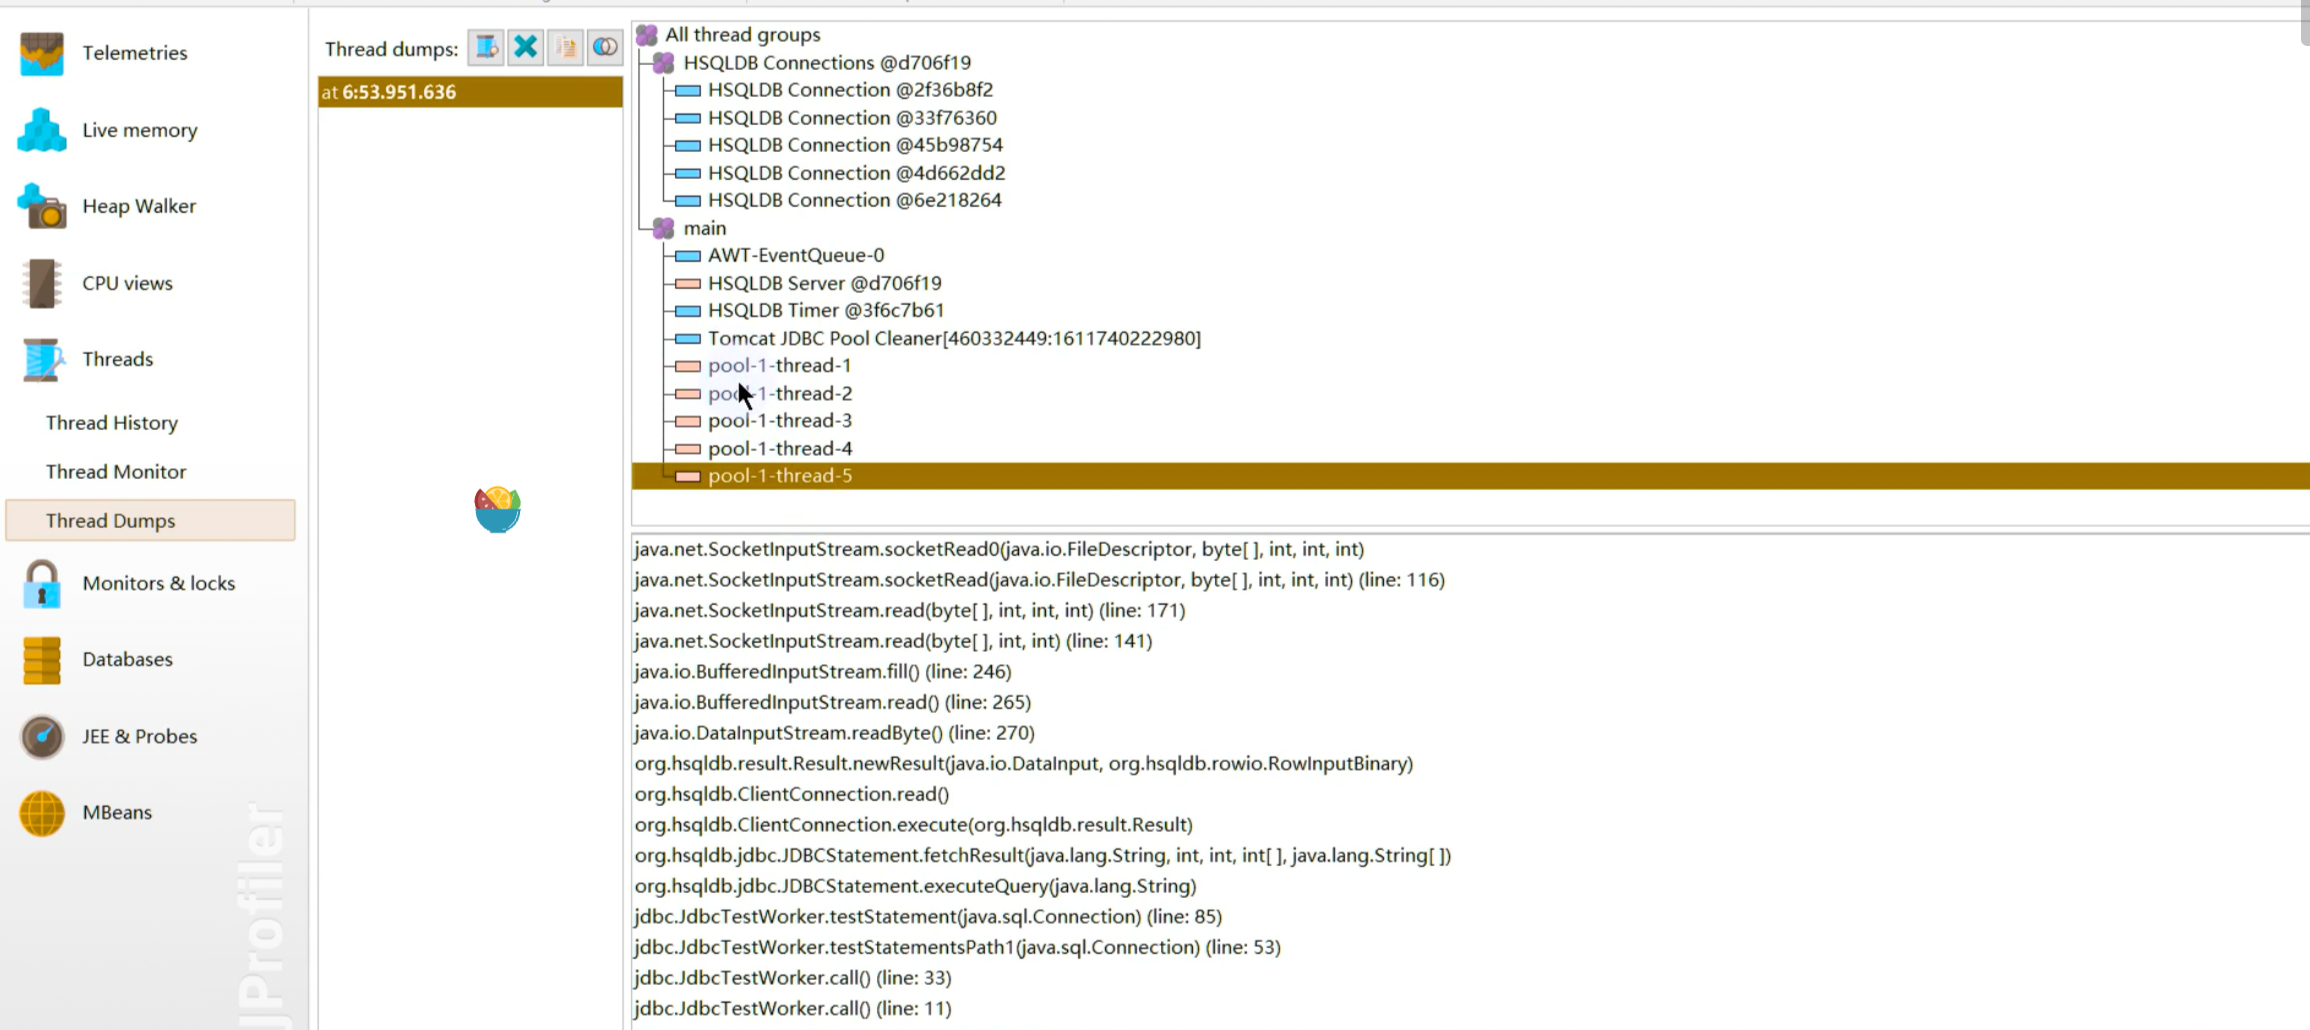 Telemetries
Live memory
Heap Walker
CPU views
Threads
Thread History
Thread Monitor
Thread Dumps
Monitors & locks
Databases
JEE & Probes
MBeans
JProfiler
Thread dumps:
at 6:53.951.636
All thread groups
HSQLDB Connections @d706f19
HSQLDB Connection @2f36b8f2
HSQLDB Connection @33f76360
HSQLDB Connection @45b98754
HSQLDB Connection @4d662dd2
HSQLDB Connection @6e218264
main
AWT-EventQueue-0
HSQLDB Server @d706f19
HSQLDB Timer @3f6c7b61
Tomcat JDBC Pool Cleaner[460332449:1611740222980]
pool-1-thread-1
pool-1-thread-2
pool-1-thread-3
pool-1-thread-4
pool-1-thread-5
java.net.SocketInputStream.socketRead0(java.io.FileDescriptor, byte[ ], int, int, int)
java.net.SocketInputStream.socketRead(java.io.FileDescriptor, byte[ ], int, int, int) (line: 116)
java.net.SocketInputStream.read(byte[ ], int, int, int) (line: 171)
java.net.SocketInputStream.read(byte[ ], int, int) (line: 141)
java.io.BufferedInputStream.fill() (line: 246)
java.io.BufferedInputStream.read() (line: 265)
java.io.DataInputStream.readByte() (line: 270)
org.hsqldb.result.Result.newResult(java.io.DataInput, org.hsqldb.rowio.RowInputBinary)
org.hsqldb.ClientConnection.read()
org.hsqldb.ClientConnection.execute(org.hsqldb.result.Result)
org.hsqldb.jdbc.JDBCStatement.fetchResult(java.lang.String, int, int, int[ ], java.lang.String[ ])
org.hsqldb.jdbc.JDBCStatement.executeQuery(java.lang.String)
jdbc.JdbcTestWorker.testStatement(java.sql.Connection) (line: 85)
jdbc.JdbcTestWorker.testStatementsPath1(java.sql.Connection) (line: 53)
jdbc.JdbcTestWorker.call() (line: 33)
jdbc.JdbcTestWorker.call() (line: 11)